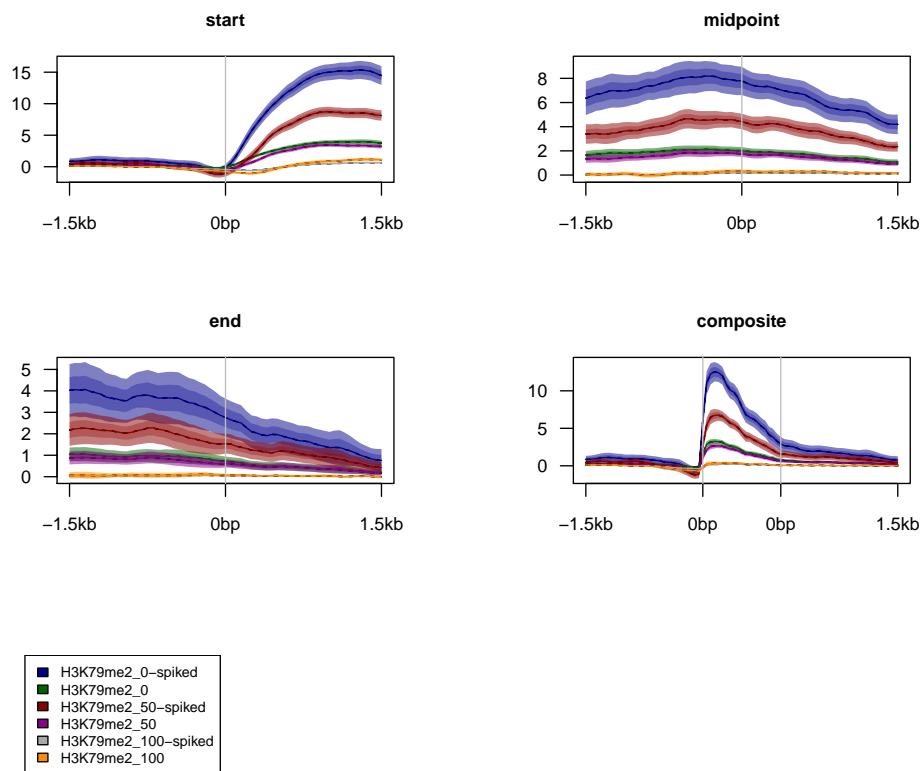 start
15
10
5
0
−1.5kb 0bp 1.5kb
midpoint
8
6
4
2
0
−1.5kb 0bp 1.5kb
end
5
4
3
2
1
0
−1.5kb 0bp 1.5kb
composite
10
5
0
−1.5kb 0bp 0bp 1.5kb
H3K79me2_0−spiked
H3K79me2_0
H3K79me2_50−spiked
H3K79me2_50
H3K79me2_100−spiked
H3K79me2_100